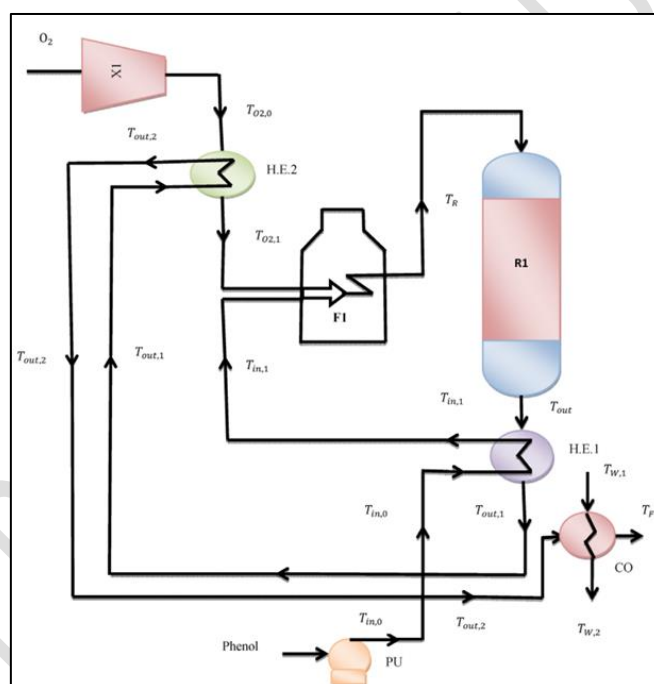 O₂
X1
T_{O2,0}
T_{out,2}
H.E.2
T_{O2,1}
T_R
R1
F1
T_{out,2}
T_{out,1}
T_{in,1}
T_{in,1}
T_{out}
H.E.1
T_{W,1}
T_{in,0}
T_{out,1}
T_F
CO
T_{in,0}
T_{out,2}
T_{W,2}
Phenol
PU